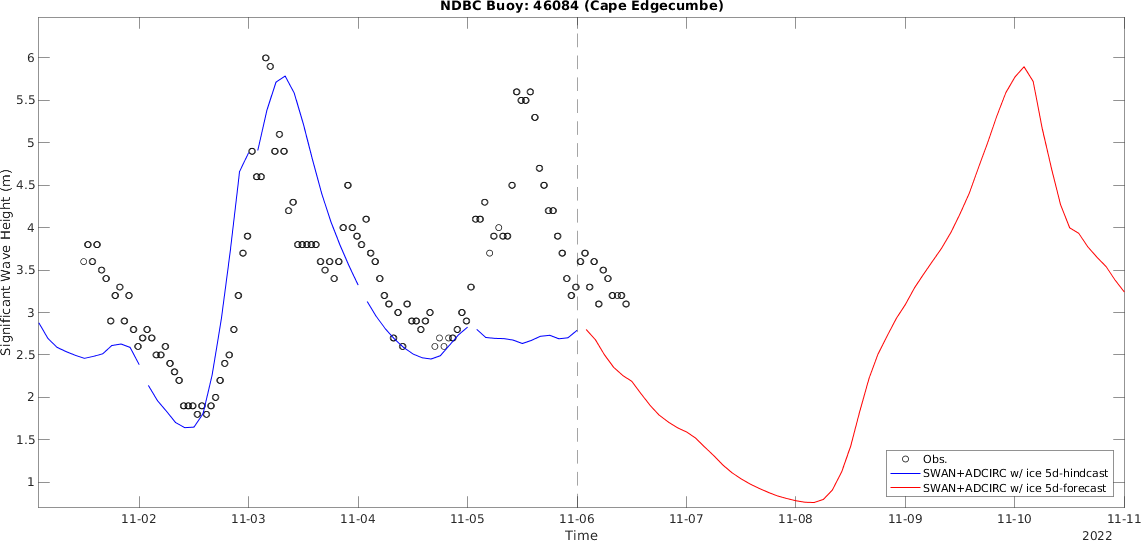 NDBC Buoy: 46084 (Cape Edgecumbe)
Significant Wave Height (m)
6
5.5
5
4.5
4
3.5
3
2.5
2
1.5
1
Obs.
SWAN+ADCIRC w/ ice 5d-hindcast
SWAN+ADCIRC w/ ice 5d-forecast
11-02 11-03 11-04 11-05 11-06 11-07 11-08 11-09 11-10 11-11
Time
2022